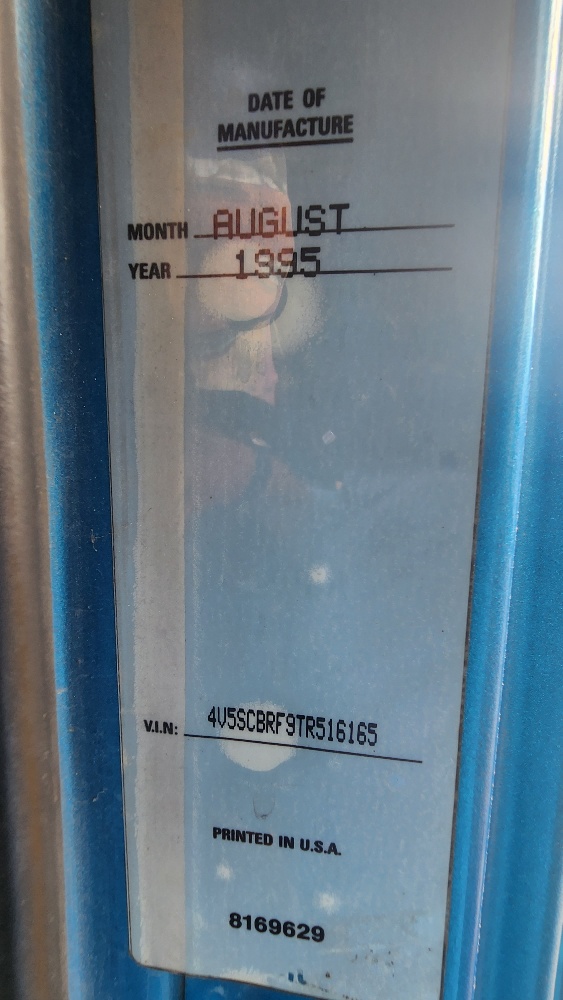 DATE OF
MANUFACTURE
MONTH AUGUST
YEAR 1995
V.I.N: 4V5SCBRF9TR516165
PRINTED IN U.S.A.
8169629